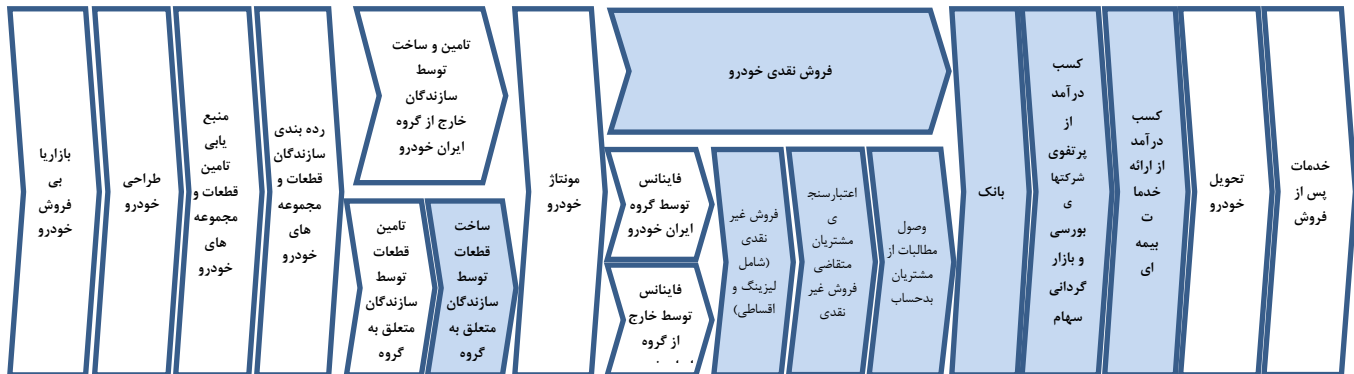 بازاریا
بی
فروش
خودرو
طراحی
خودرو
منبع
یابی
تامین
قطعات و
مجموعه
های
خودرو
رده بندی
سازندگان
قطعات و
مجموعه
های
خودرو
تامین و ساخت
توسط
سازندگان
خارج از گروه
ایران خودرو
تامین
قطعات
توسط
سازندگان
متعلق به
گروه
ساخت
قطعات
توسط
سازندگان
متعلق به
گروه
مونتاژ
خودرو
فروش نقدی خودرو
فاینانس
توسط گروه
ایران خودرو
فاینانس
توسط خارج
از گروه
فروش غیر
نقدی
(شامل
لیزینگ و
اقساطی)
اعتبارسنج
ی
مشتریان
متقاضی
فروش غیر
نقدی
وصول
مطالبات از
مشتریان
بدحساب
بانک
کسب
درآمد
از
پرتفوی
شرکتها
ی
بورسی
و بازار
گردانی
سهام
کسب
درآمد
از ارائه
خدما
ت
بیمه
ای
تحویل
خودرو
خدمات
پس از
فروش